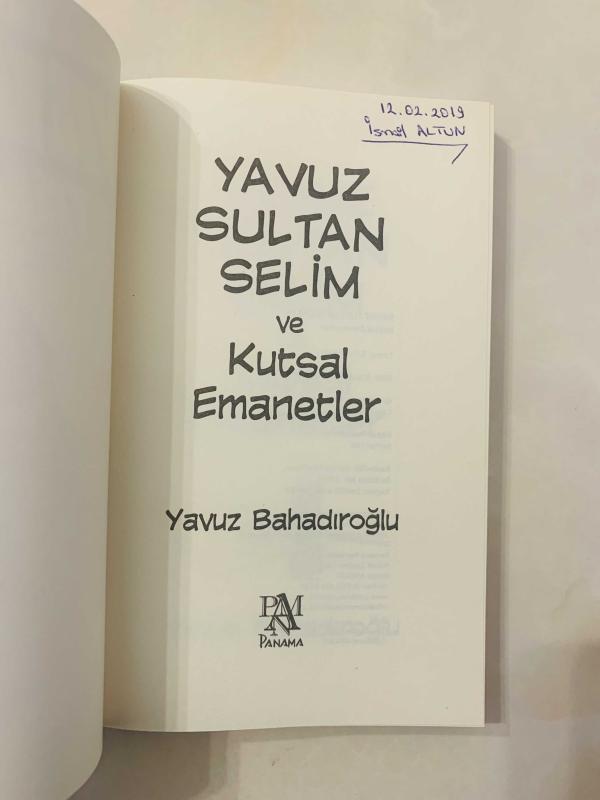 12.02.2019
İsmail ALTUN
YAVUZ
SULTAN
SELİM
ve
Kutsal
Emanetler
Yavuz Bahadıroğlu
PANAMA